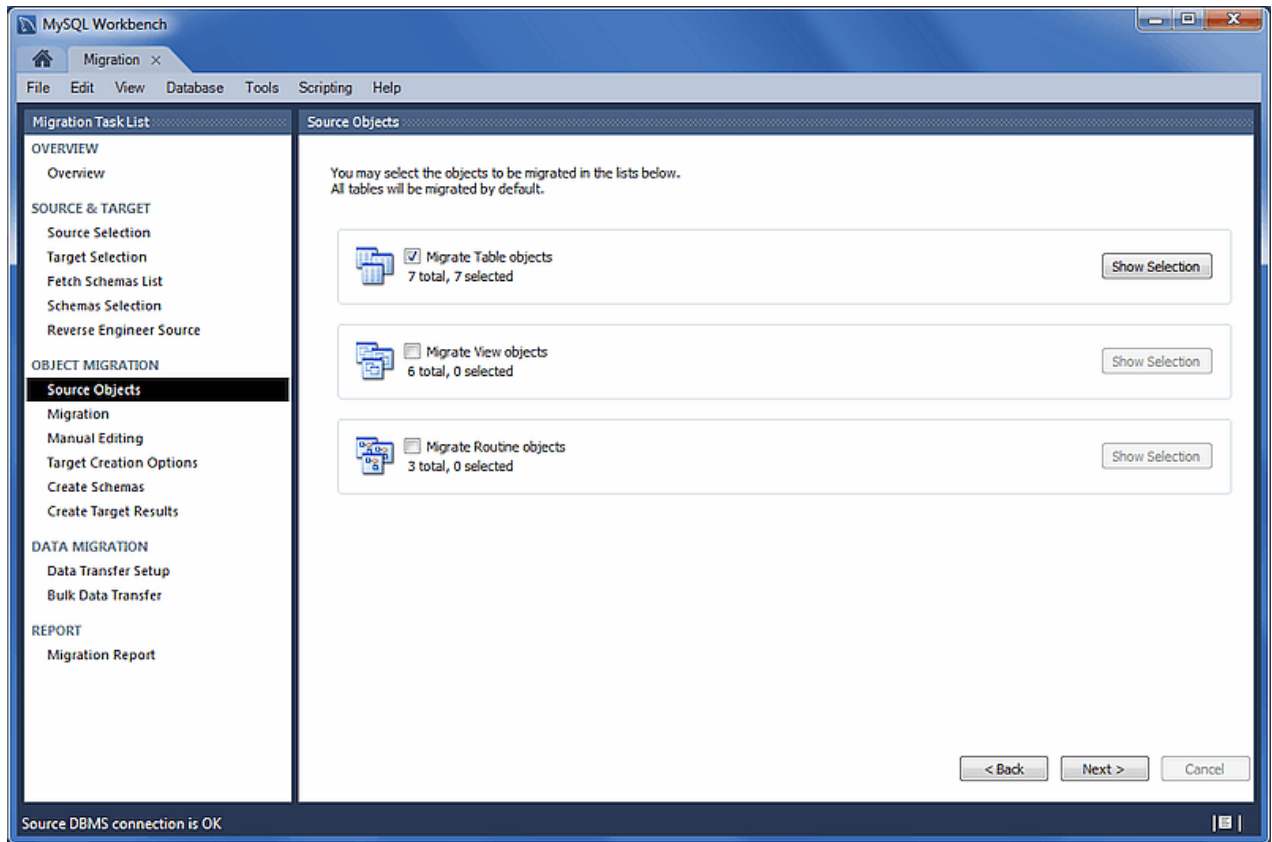 MySQL Workbench
Migration
File Edit View Database Tools Scripting Help
Migration Task List
OVERVIEW
Overview
SOURCE & TARGET
Source Selection
Target Selection
Fetch Schemas List
Schemas Selection
Reverse Engineer Source
OBJECT MIGRATION
Source Objects
Migration
Manual Editing
Target Creation Options
Create Schemas
Create Target Results
DATA MIGRATION
Data Transfer Setup
Bulk Data Transfer
REPORT
Migration Report
Source Objects
You may select the objects to be migrated in the lists below.
All tables will be migrated by default.
Migrate Table objects
7 total, 7 selected
Show Selection
Migrate View objects
6 total, 0 selected
Show Selection
Migrate Routine objects
3 total, 0 selected
Show Selection
< Back Next > Cancel
Source DBMS connection is OK